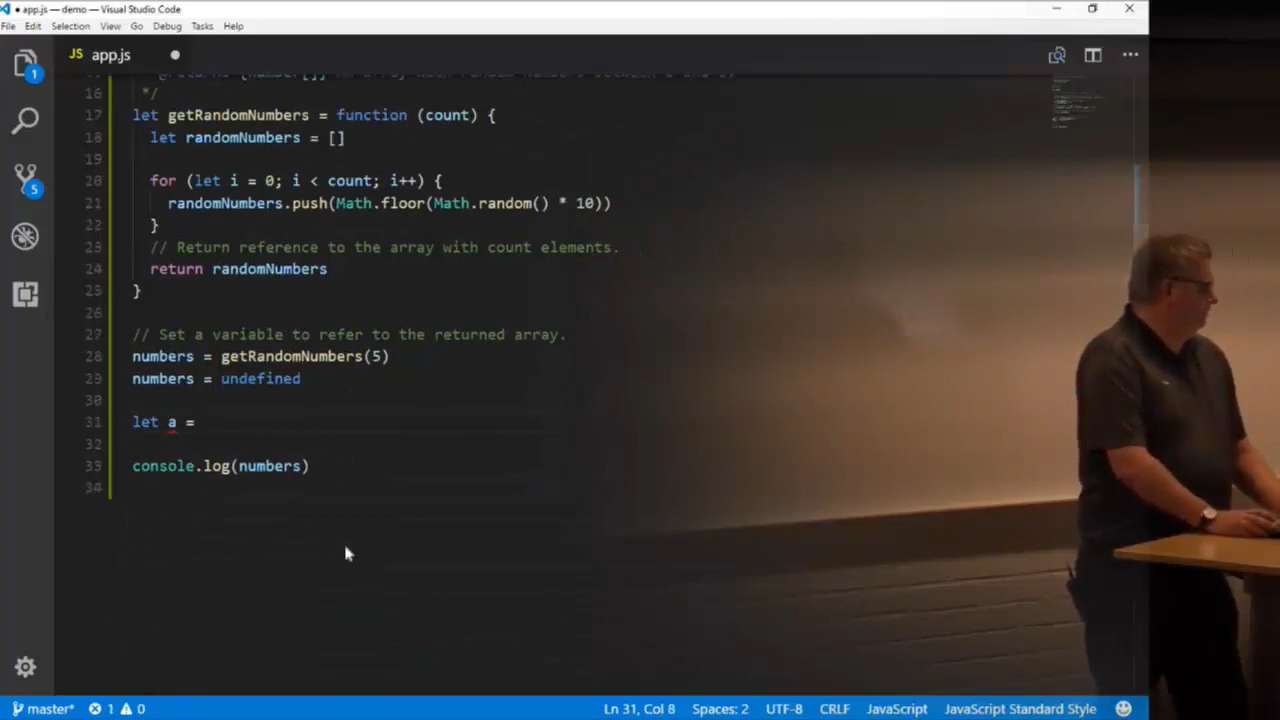 ● app.js — demo — Visual Studio Code
File Edit Selection View Go Debug Tasks Help
JS app.js ●
1
5
16 */
17 let getRandomNumbers = function (count) {
18 let randomNumbers = []
19
20 for (let i = 0; i < count; i++) {
21 randomNumbers.push(Math.floor(Math.random() * 10))
22 }
23 // Return reference to the array with count elements.
24 return randomNumbers
25 }
26
27 // Set a variable to refer to the returned array.
28 numbers = getRandomNumbers(5)
29 numbers = undefined
30
31 let a =
32
33 console.log(numbers)
34
master* 1 0 Ln 31, Col 8 Spaces: 2 UTF-8 CRLF JavaScript JavaScript Standard Style